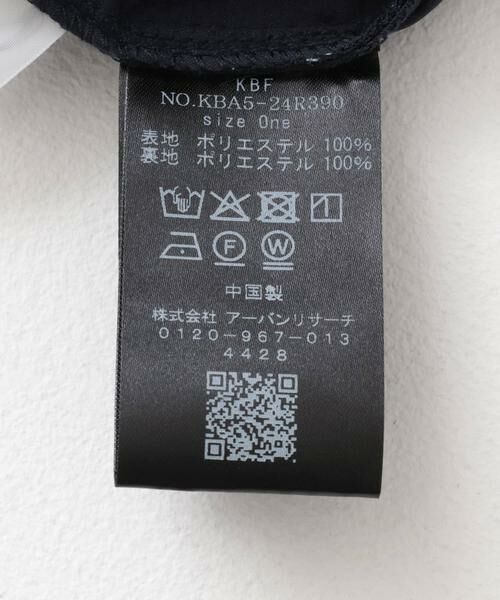 KBF
NO.KBA5-24R390
size One
表地 ポリエステル 100%
裏地 ポリエステル 100%
F W
中国製
株式会社 アーバンリサーチ
0120-967-013
4428